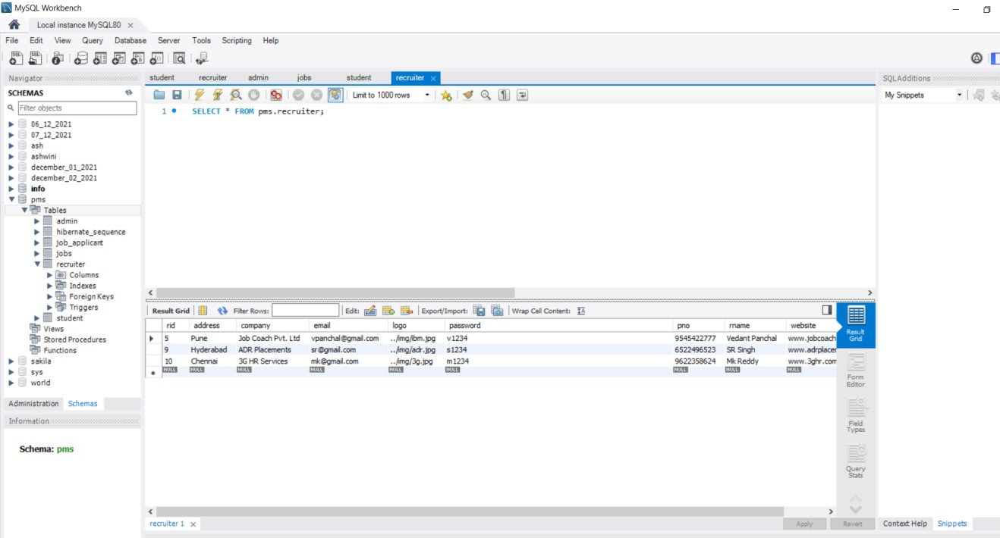 MySQL Workbench
Local instance MySQL80
File Edit View Query Database Server Tools Scripting Help
Navigator
SCHEMAS
Filter objects
06_12_2021
07_12_2021
ash
ashwini
december_01_2021
december_02_2021
info
pms
Tables
admin
hibernate_sequence
job_applicant
jobs
recruiter
Columns
Indexes
Foreign Keys
Triggers
student
Views
Stored Procedures
Functions
sakila
sys
world
Administration Schemas
Information
Schema: pms
student recruiter admin jobs student recruiter
Limit to 1000 rows
1 SELECT * FROM pms.recruiter;
Result Grid Filter Rows: Edit: Export/Import: Wrap Cell Content:
rid address company email logo password pno rname website
5 Pune Job Coach Pvt. Ltd vpanchal@gmail.com ../img/ibm.jpg v1234 9545422777 Vedant Panchal www.jobcoach
9 Hyderabad ADR Placements sr@gmail.com ../img/adr.jpg s1234 6522496523 SR Singh www.adrplacer
10 Chennai 3G HR Services mk@gmail.com ../img/3g.jpg m1234 9622358624 Mk Reddy www.3ghr.com
NULL NULL NULL NULL NULL NULL NULL NULL NULL
Result
Grid
Form
Editor
Field
Types
Query
Stats
recruiter 1
Apply Revert
SQLAdditions
My Snippets
Context Help Snippets